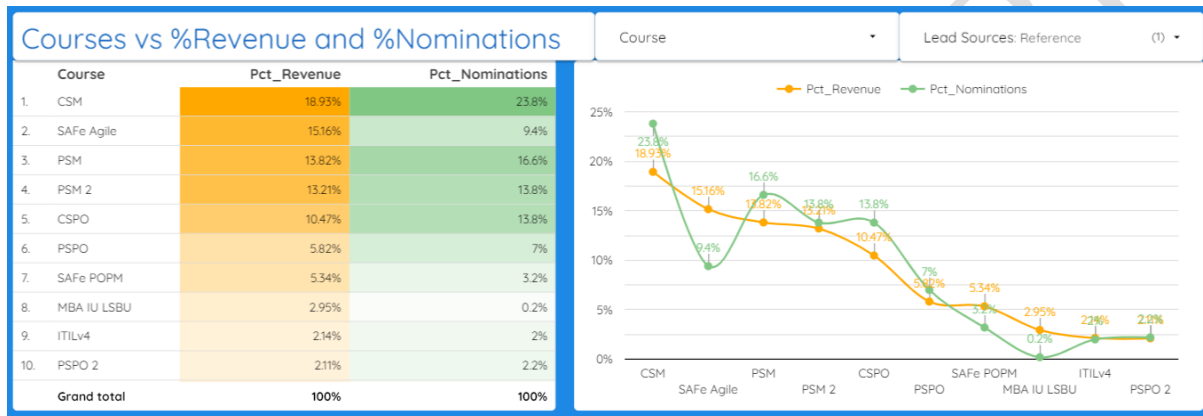 Courses vs %Revenue and %Nominations
Course
Lead Sources: Reference (1)
Course Pct_Revenue Pct_Nominations
1. CSM 18.93% 23.8%
2. SAFe Agile 15.16% 9.4%
3. PSM 13.82% 16.6%
4. PSM 2 13.21% 13.8%
5. CSPO 10.47% 13.8%
6. PSPO 5.82% 7%
7. SAFe POPM 5.34% 3.2%
8. MBA IU LSBU 2.95% 0.2%
9. ITILv4 2.14% 2%
10. PSPO 2 2.11% 2.2%
Grand total 100% 100%
Pct_Revenue Pct_Nominations
25%
20%
15%
10%
5%
0%
23.8%
18.93%
15.16%
9.4%
16.6%
13.82%
13.8%
13.21%
13.8%
10.47%
7%
5.82%
5.34%
3.2%
2.95%
0.2%
CSM PSM CSPO SAFe POPM ITILv4
SAFe Agile PSM 2 PSPO MBA IU LSBU PSPO 2